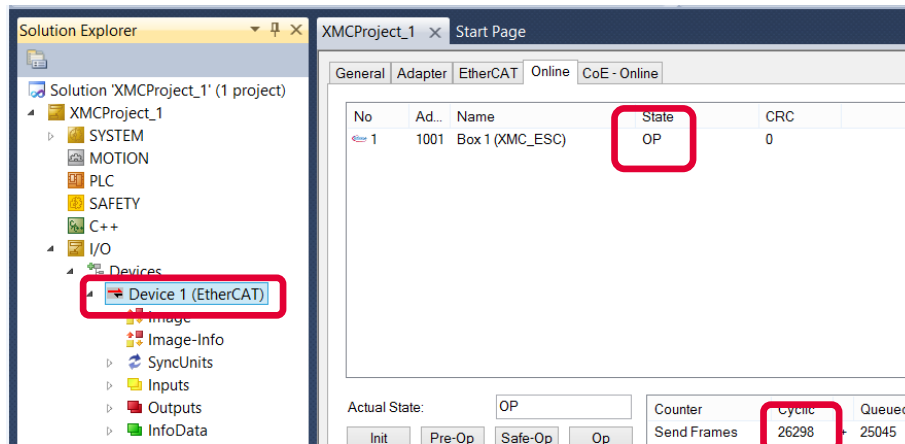 Solution Explorer
XMCProject_1 Start Page
Solution 'XMCProject_1' (1 project)
XMCProject_1
SYSTEM
MOTION
PLC
SAFETY
C++
I/O
Devices
Device 1 (EtherCAT)
Image
Image-Info
SyncUnits
Inputs
Outputs
InfoData
General Adapter EtherCAT Online CoE - Online
No Ad... Name State CRC
1 1001 Box 1 (XMC_ESC) OP 0
Actual State: OP
Init Pre-Op Safe-Op Op
Counter Cyclic Queued
Send Frames 26298 + 25045